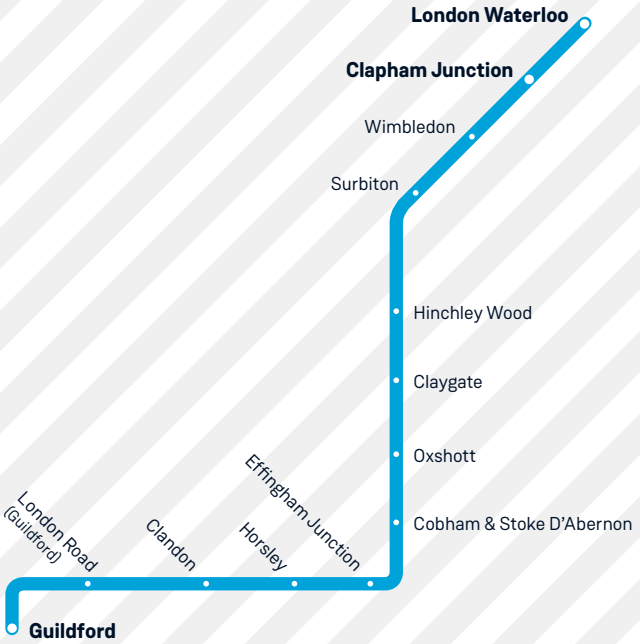 London Waterloo
Clapham Junction
Wimbledon
Surbiton
Hinchley Wood
Claygate
Oxshott
Cobham & Stoke D’Abernon
Effingham Junction
Horsley
Clandon
London Road
(Guildford)
Guildford